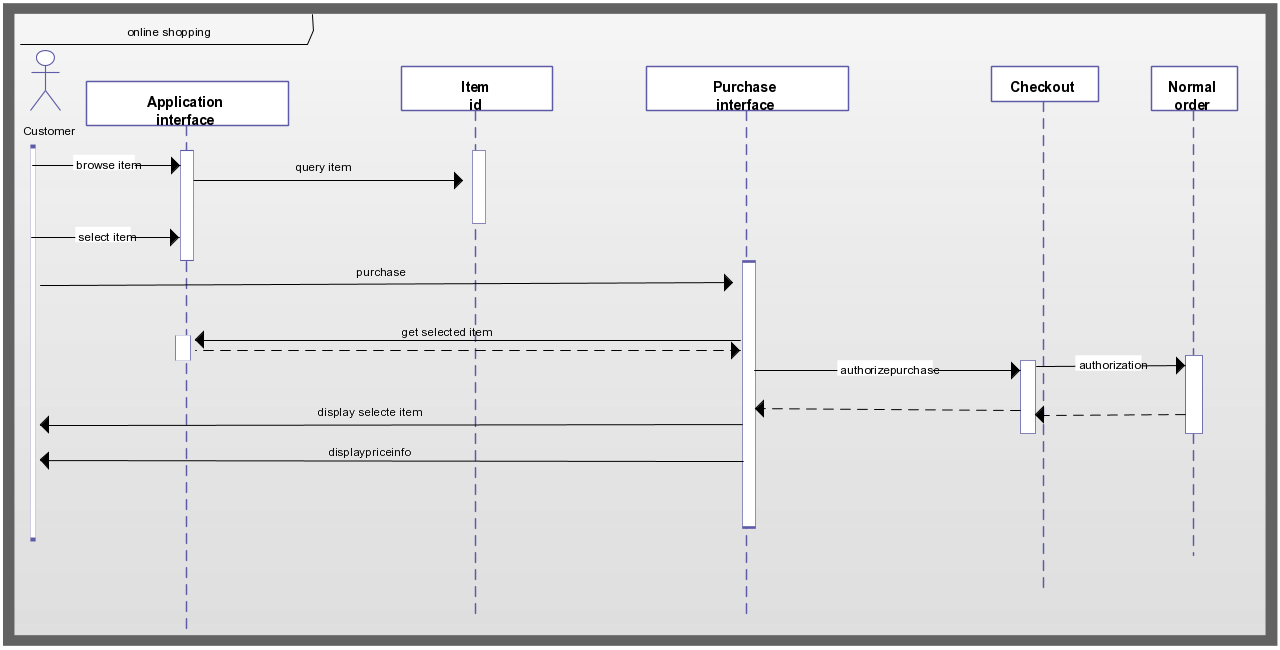 online shopping
Customer
Application
interface
Item
id
Purchase
interface
Checkout
Normal
order
browse item
query item
select item
purchase
get selected item
authorizepurchase
authorization
display selecte item
displaypriceinfo